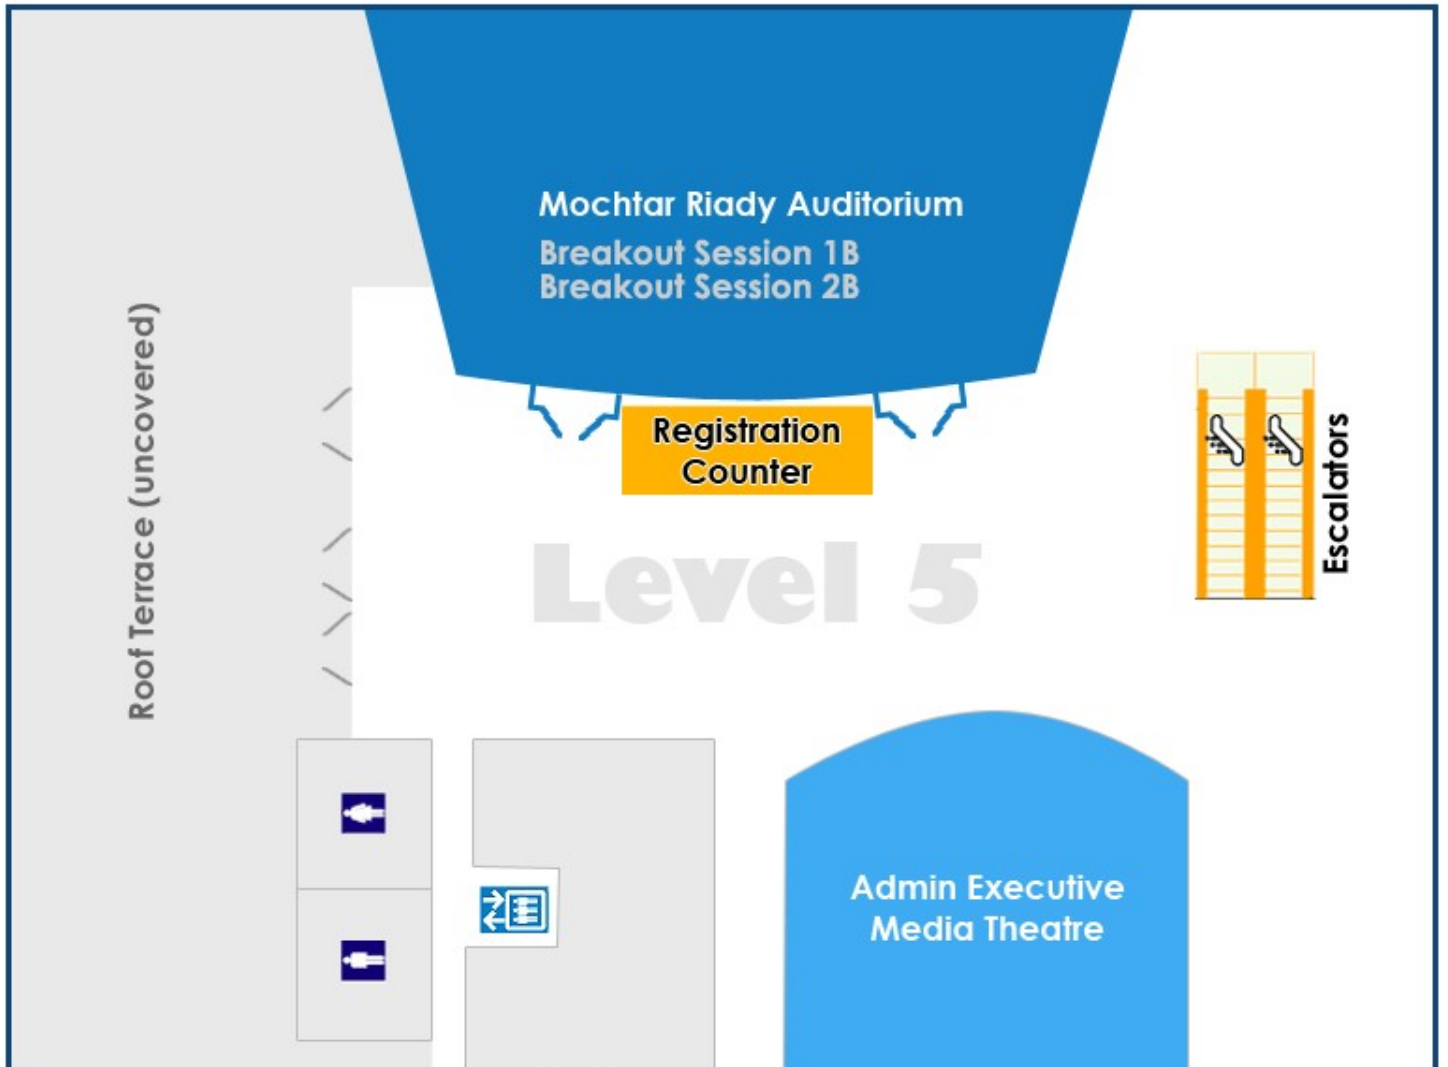 Mochtar Riady Auditorium
Breakout Session 1B
Breakout Session 2B
Roof Terrace (uncovered)
Registration
Counter
Escalators
Level 5
Admin Executive
Media Theatre